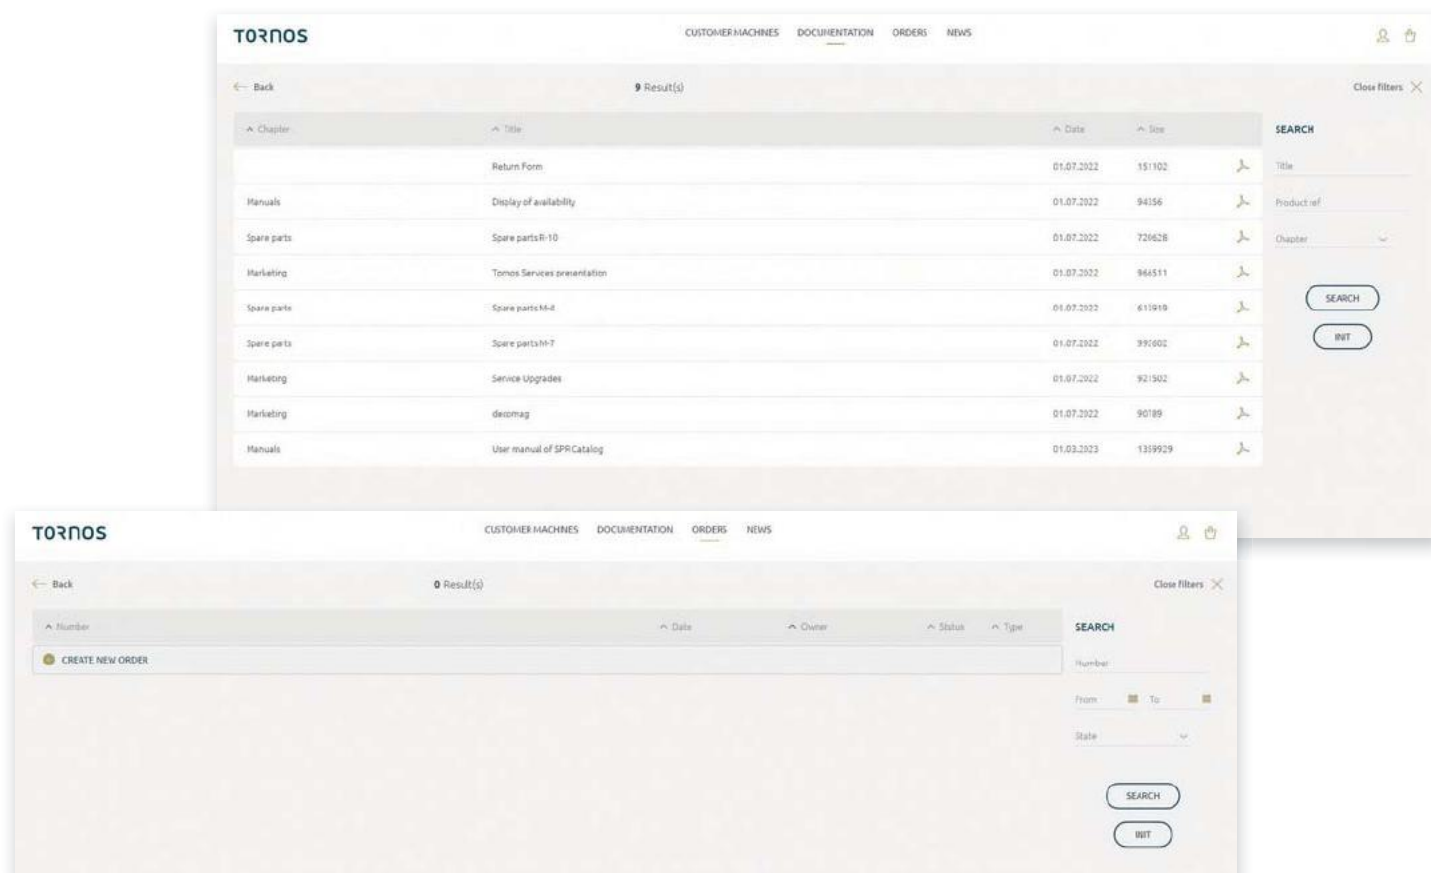 TORNOS
CUSTOMER MACHINES DOCUMENTATION ORDERS NEWS
Back 9 Result(s) Close filters
Chapter Title Date Size SEARCH
Return Form 01.07.2022 151102 Title
Manuals Display of availability 01.07.2022 94356 Product ref
Spare parts Spare parts R-10 01.07.2022 720628 Chapter
Marketing Tornos Services presentation 01.07.2022 966511
SEARCH
Spare parts Spare parts M-4 01.07.2022
INIT
Spare parts Spare parts M-7 01.07.2022
Marketing Service Upgrades 01.07.2022 921502
Marketing decomag 01.07.2022 90789
Manuals User manual of SPR Catalog 01.03.2023 1359929
TORNOS
CUSTOMER MACHINES DOCUMENTATION ORDERS NEWS
Back 0 Result(s) Close filters
Number Date Owner Status Type SEARCH
CREATE NEW ORDER
Number
From To
State
SEARCH
INIT